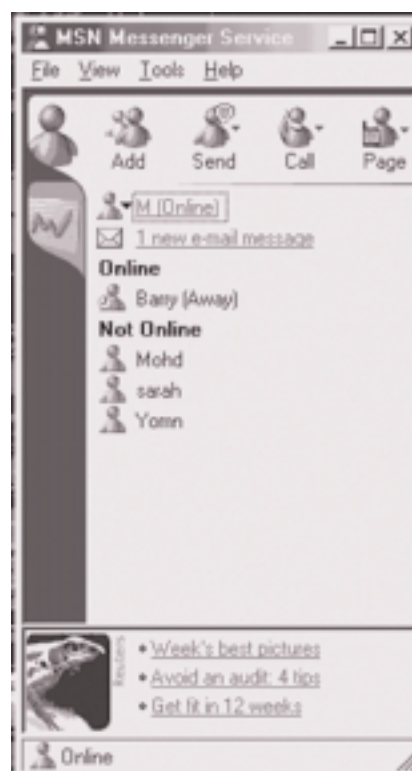 MSN Messenger Service
File View Tools Help
Add Send Call Page
M (Online)
1 new e-mail message
Online
Barry (Away)
Not Online
Mohd
sarah
Yomn
Reuters
• Week's best pictures
• Avoid an audit: 4 tips
• Get fit in 12 weeks
Online